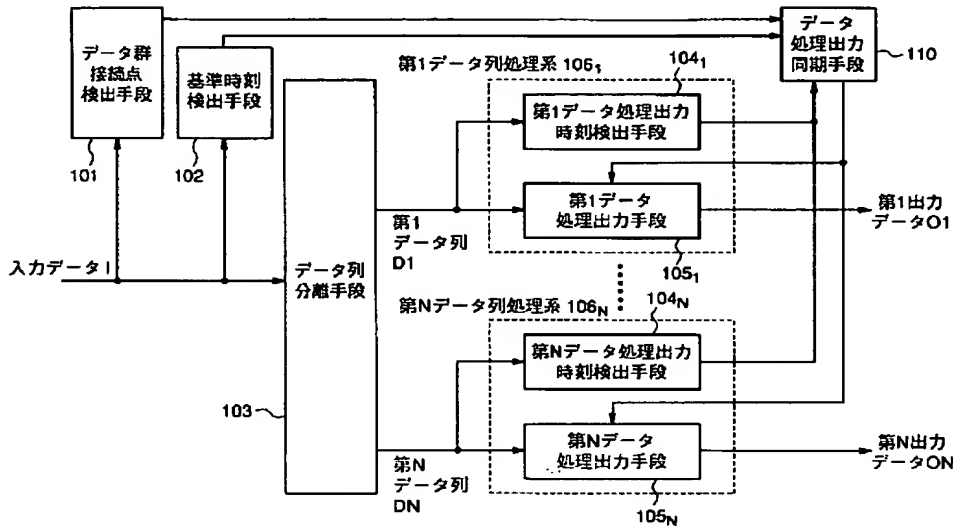 データ群
接続点
検出手段
101
基準時刻
検出手段
102
データ
処理出力
同期手段
110
第1データ列処理系 106₁
104₁
第1データ処理出力
時刻検出手段
第1データ
処理出力手段
105₁
第1出力
データO1
第1
データ列
D1
入力データ I
データ列
分離手段
103
第Nデータ列処理系 106N
104N
第Nデータ処理出力
時刻検出手段
第Nデータ
処理出力手段
105N
第N出力
データON
第N
データ列
DN